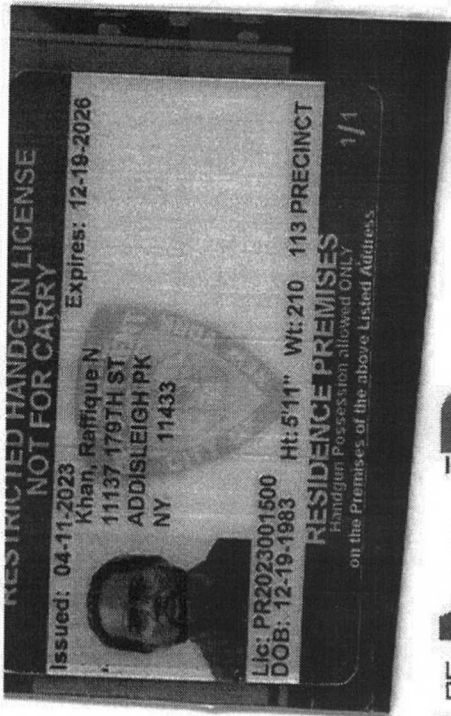 RESTRICTED HANDGUN LICENSE
NOT FOR CARRY
Issued: 04-11-2023 Expires: 12-19-2026
Khan, Raffique N
11137 179TH ST
ADDISLEIGH PK
NY 11433
Lic: PR2023001500
DOB: 12-19-1983 Ht: 5'11" Wt: 210 113 PRECINCT
RESIDENCE PREMISES
Handgun Possession allowed ONLY
on the Premises of the above Listed Address
1/1